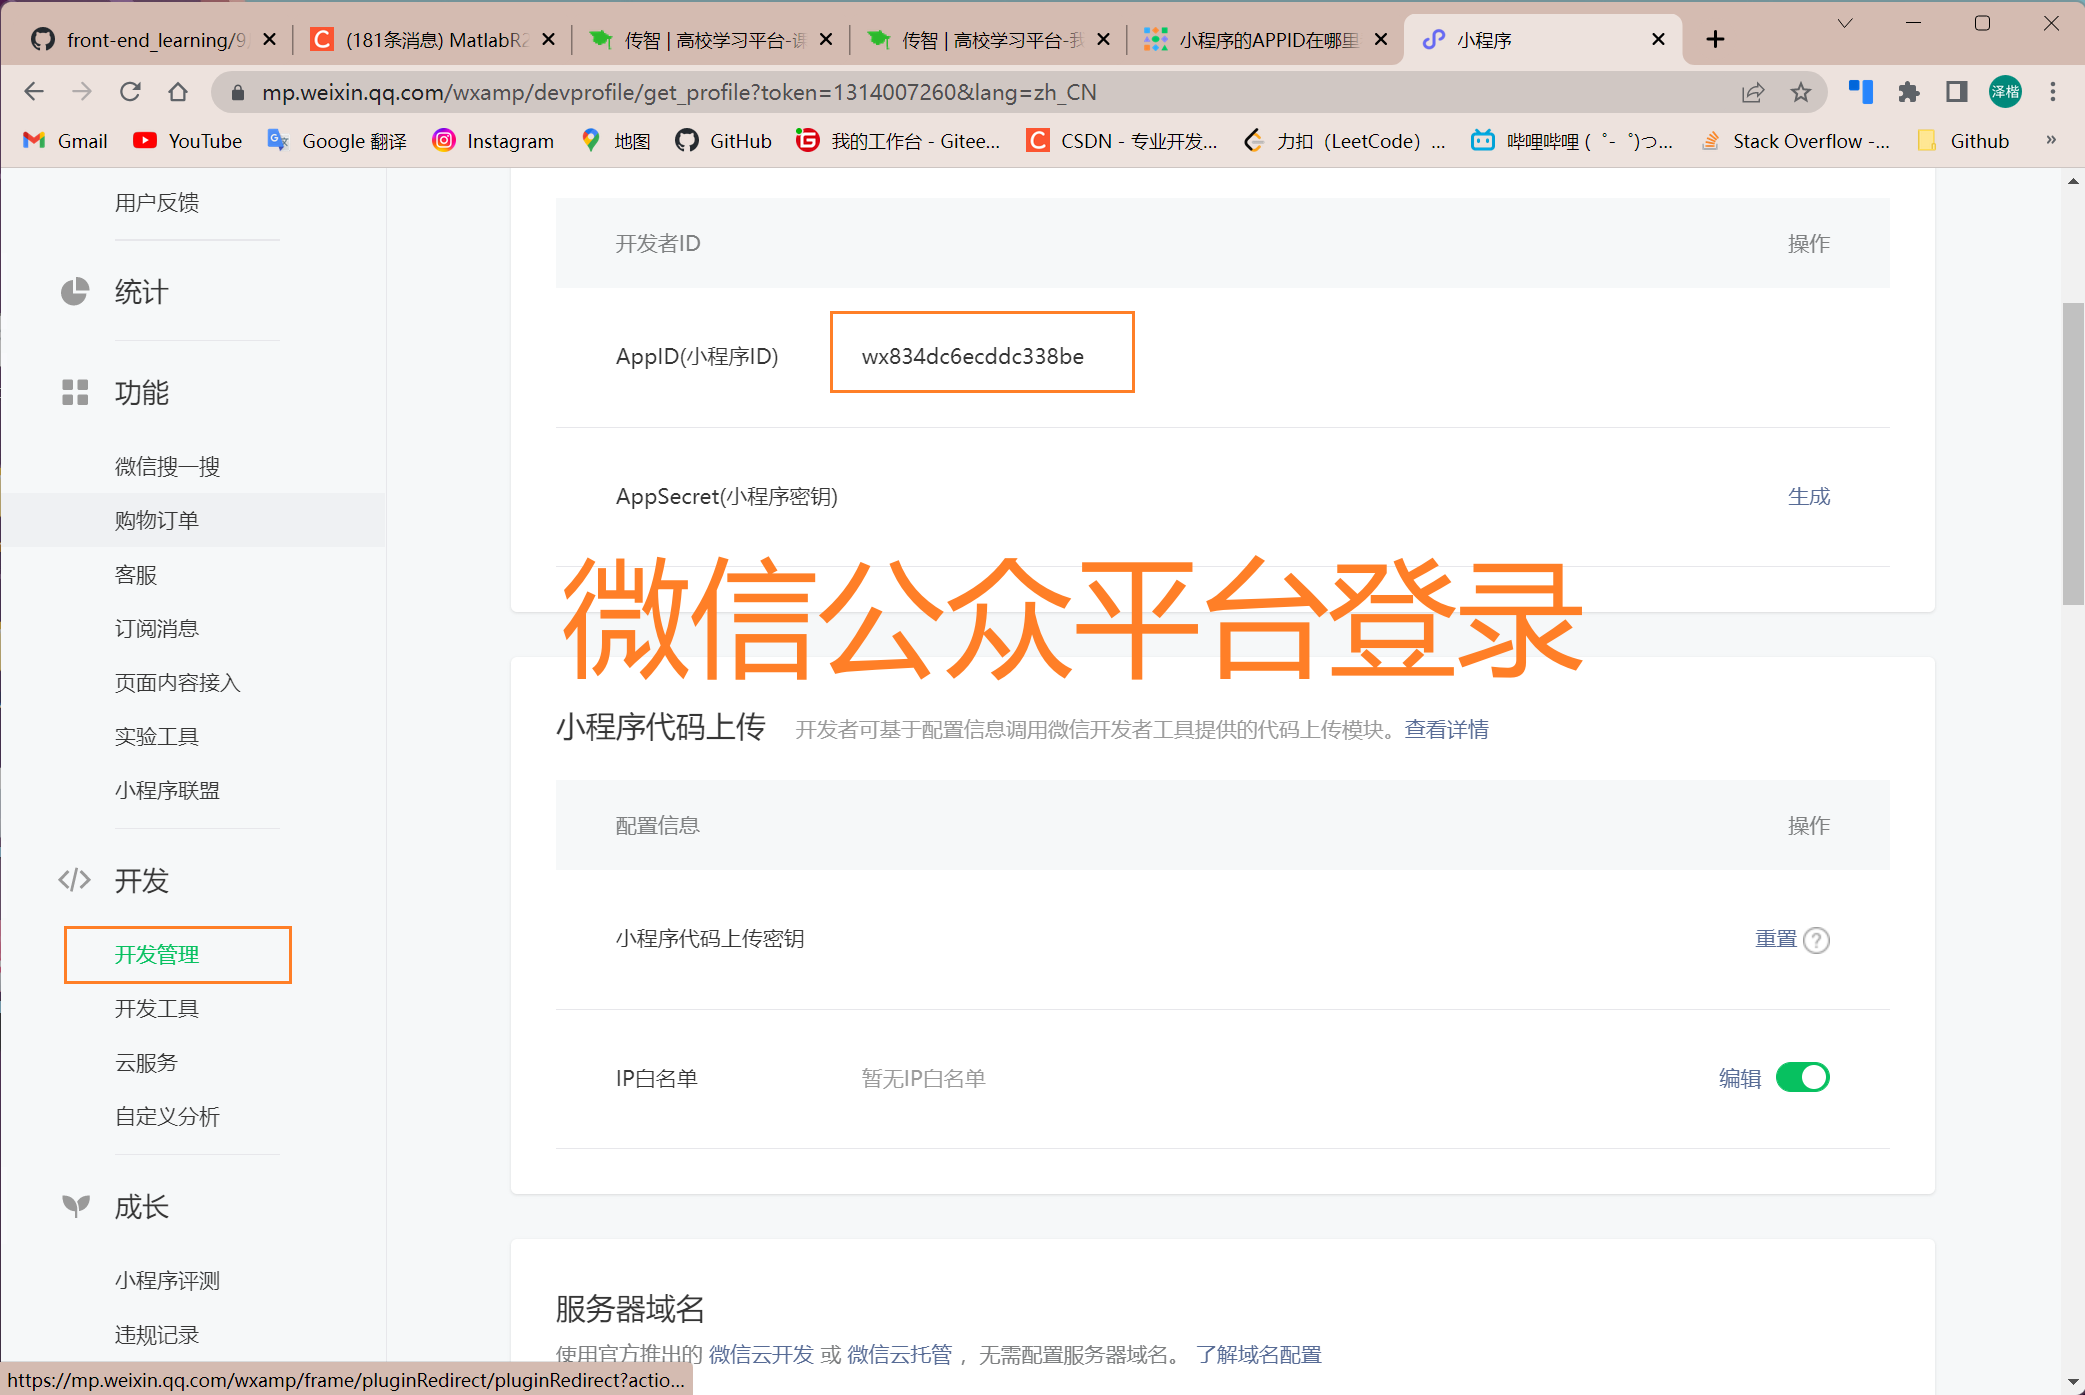 front-end_learning/9
(181条消息) MatlabR2
传智 | 高校学习平台-课
传智 | 高校学习平台-我
小程序的APPID在哪里
小程序
mp.weixin.qq.com/wxamp/devprofile/get_profile?token=1314007260&lang=zh_CN
泽楷
Gmail
YouTube
Google 翻译
Instagram
地图
GitHub
我的工作台 - Gitee...
CSDN - 专业开发...
力扣（LeetCode）...
哔哩哔哩 ( ゜- ゜)つ...
Stack Overflow -...
Github
»
用户反馈
统计
功能
微信搜一搜
购物订单
客服
订阅消息
页面内容接入
实验工具
小程序联盟
开发
开发管理
开发工具
云服务
自定义分析
成长
小程序评测
违规记录
开发者ID 操作
AppID(小程序ID) wx834dc6ecddc338be
AppSecret(小程序密钥) 生成
微信公众平台登录
小程序代码上传 开发者可基于配置信息调用微信开发者工具提供的代码上传模块。查看详情
配置信息 操作
小程序代码上传密钥 重置 ?
IP白名单 暂无IP白名单 编辑
服务器域名
使用官方推出的 微信云开发 或 微信云托管 ，无需配置服务器域名。 了解域名配置
https://mp.weixin.qq.com/wxamp/frame/pluginRedirect/pluginRedirect?actio...